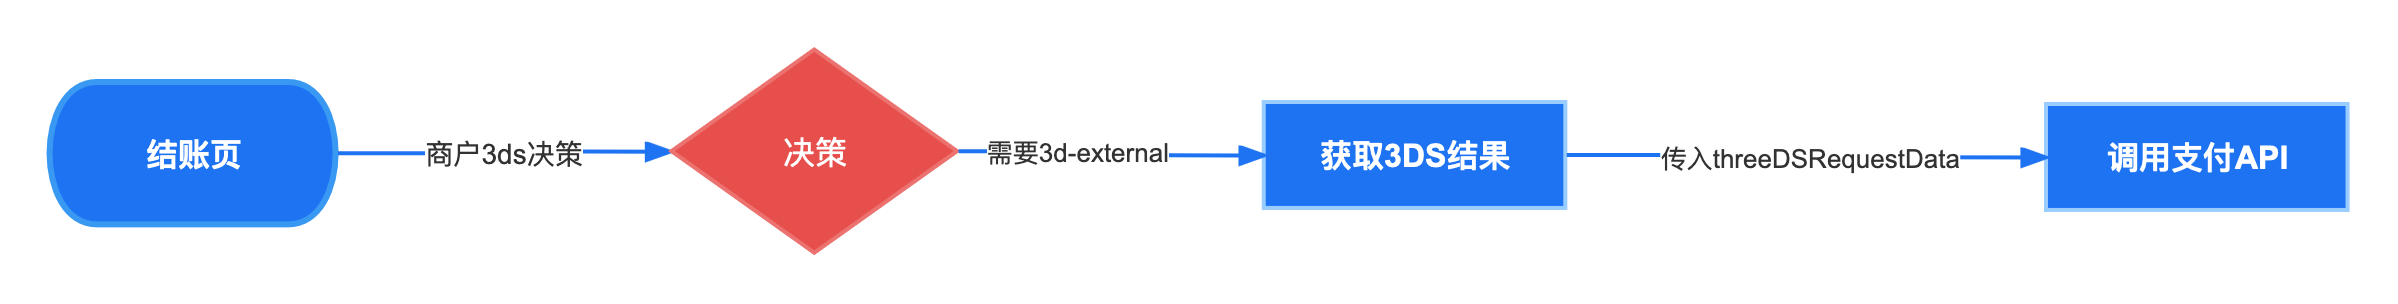 结账页
商户3ds决策
决策
需要3d-external
获取3DS结果
传入threeDSRequestData
调用支付API